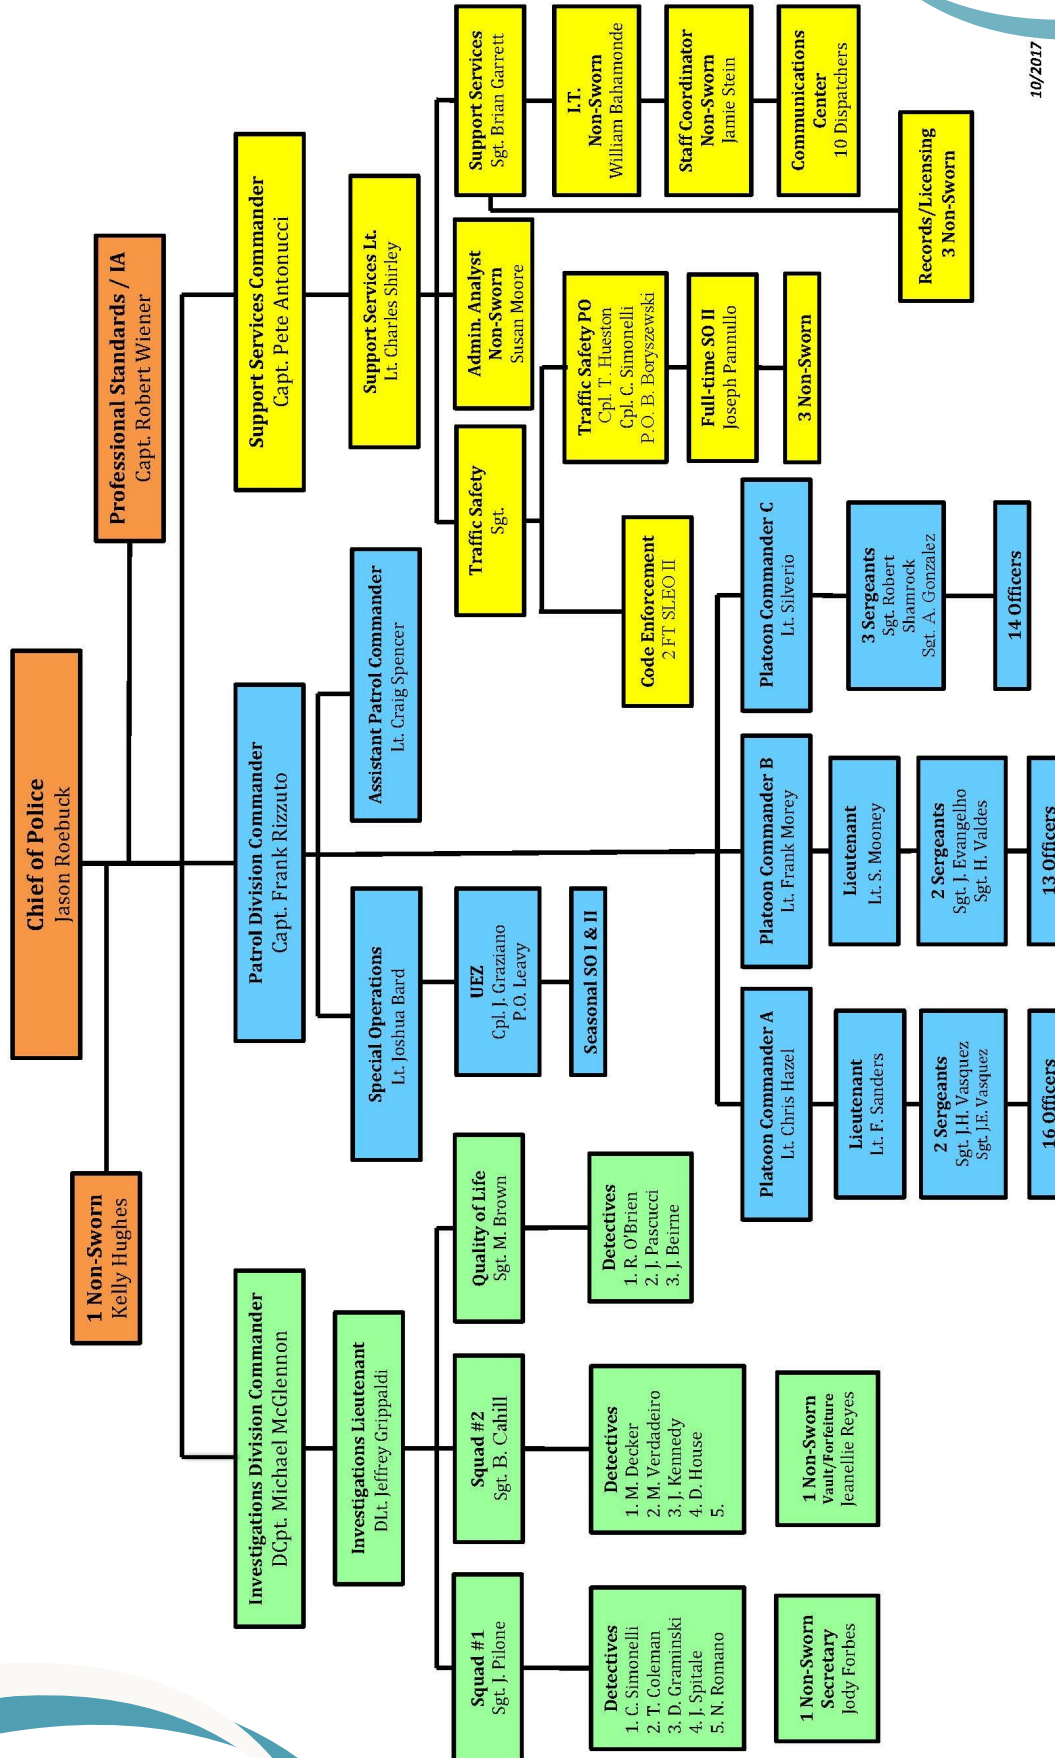 Chief of Police
Jason Roebuck
1 Non-Sworn
Kelly Hughes
Professional Standards / IA
Capt. Robert Wiener
Investigations Division Commander
DCpt. Michael McGlennon
Patrol Division Commander
Capt. Frank Rizzuto
Support Services Commander
Capt. Pete Antonucci
Investigations Lieutenant
DLt. Jeffrey Grippaldi
Squad #1
Sgt. J. Pilone
Detectives
1. C. Simonelli
2. T. Coleman
3. D. Graminski
4. J. Spitale
5. N. Romano
1 Non-Sworn
Secretary
Jody Forbes
Squad #2
Sgt. B. Cahill
Detectives
1. M. Decker
2. M. Verdadeiro
3. J. Kennedy
4. D. House
5.
1 Non-Sworn
Vault/Forfeiture
Jeanellie Reyes
Quality of Life
Sgt. M. Brown
Detectives
1. R. O'Brien
2. J. Pascucci
3. J. Beirne
Special Operations
Lt. Joshua Bard
UEZ
Cpl. J. Graziano
P.O. Leavy
Seasonal SO I & II
Assistant Patrol Commander
Lt. Craig Spencer
Platoon Commander A
Lt. Chris Hazel
Lieutenant
Lt. F. Sanders
2 Sergeants
Sgt. J.H. Vasquez
Sgt. J.E. Vasquez
16 Officers
Platoon Commander B
Lt. Frank Morey
Lieutenant
Lt. S. Mooney
2 Sergeants
Sgt. J. Evangelho
Sgt. H. Valdes
13 Officers
Platoon Commander C
Lt. Silverio
3 Sergeants
Sgt. Robert
Shamrock
Sgt. A. Gonzalez
14 Officers
Support Services Lt.
Lt. Charles Shirley
Traffic Safety
Sgt.
Code Enforcement
2 FT SLEO II
Traffic Safety PO
Cpl. T. Hueston
Cpl. C. Simonelli
P.O. B. Boryszewski
Full-time SO II
Joseph Pannullo
3 Non-Sworn
Admin. Analyst
Non-Sworn
Susan Moore
Support Services
Sgt. Brian Garrett
I.T.
Non-Sworn
William Bahamonde
Staff Coordinator
Non-Sworn
Jamie Stein
Communications
Center
10 Dispatchers
Records/Licensing
3 Non-Sworn
10/2017